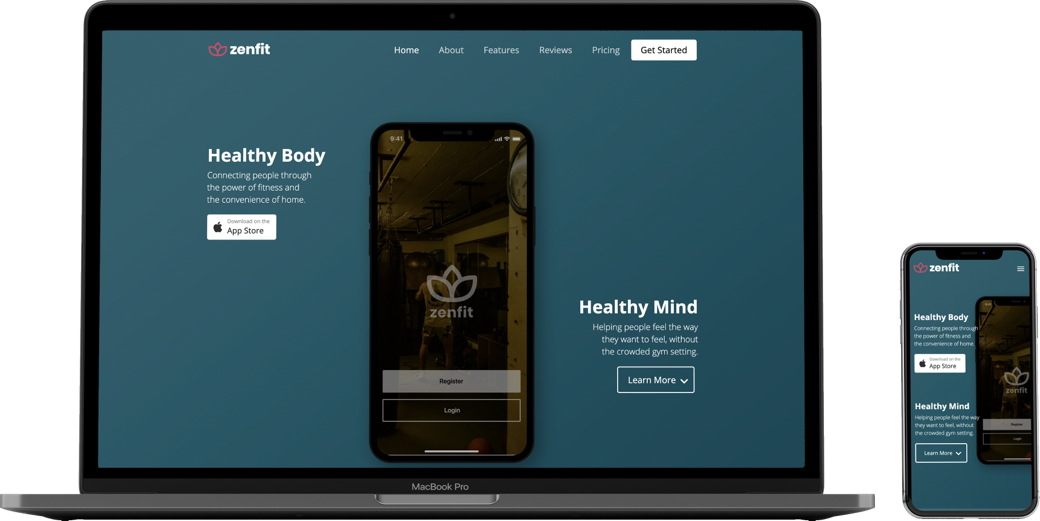 zenfit
Home About Features Reviews Pricing Get Started
Healthy Body
Connecting people through
the power of fitness and
the convenience of home.
Download on the
App Store
9:41
zenfit
Register
Login
Healthy Mind
Helping people feel the way
they want to feel, without
the crowded gym setting.
Learn More
MacBook Pro
zenfit
Healthy Body
Connecting people through
the power of fitness and
the convenience of home.
Download on the
App Store
Healthy Mind
Helping people feel the way
they want to feel, without
the crowded gym setting.
Learn More
zenfit
Register
Login